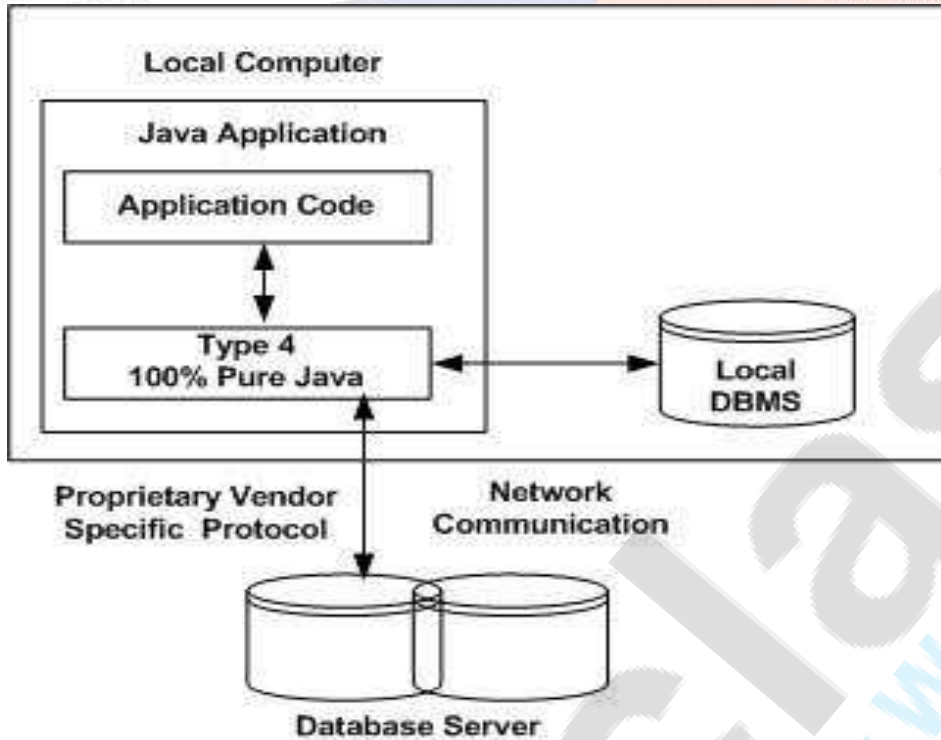 Local Computer
Java Application
Application Code
Type 4
100% Pure Java
Local
DBMS
Proprietary Vendor
Specific Protocol
Network
Communication
Database Server